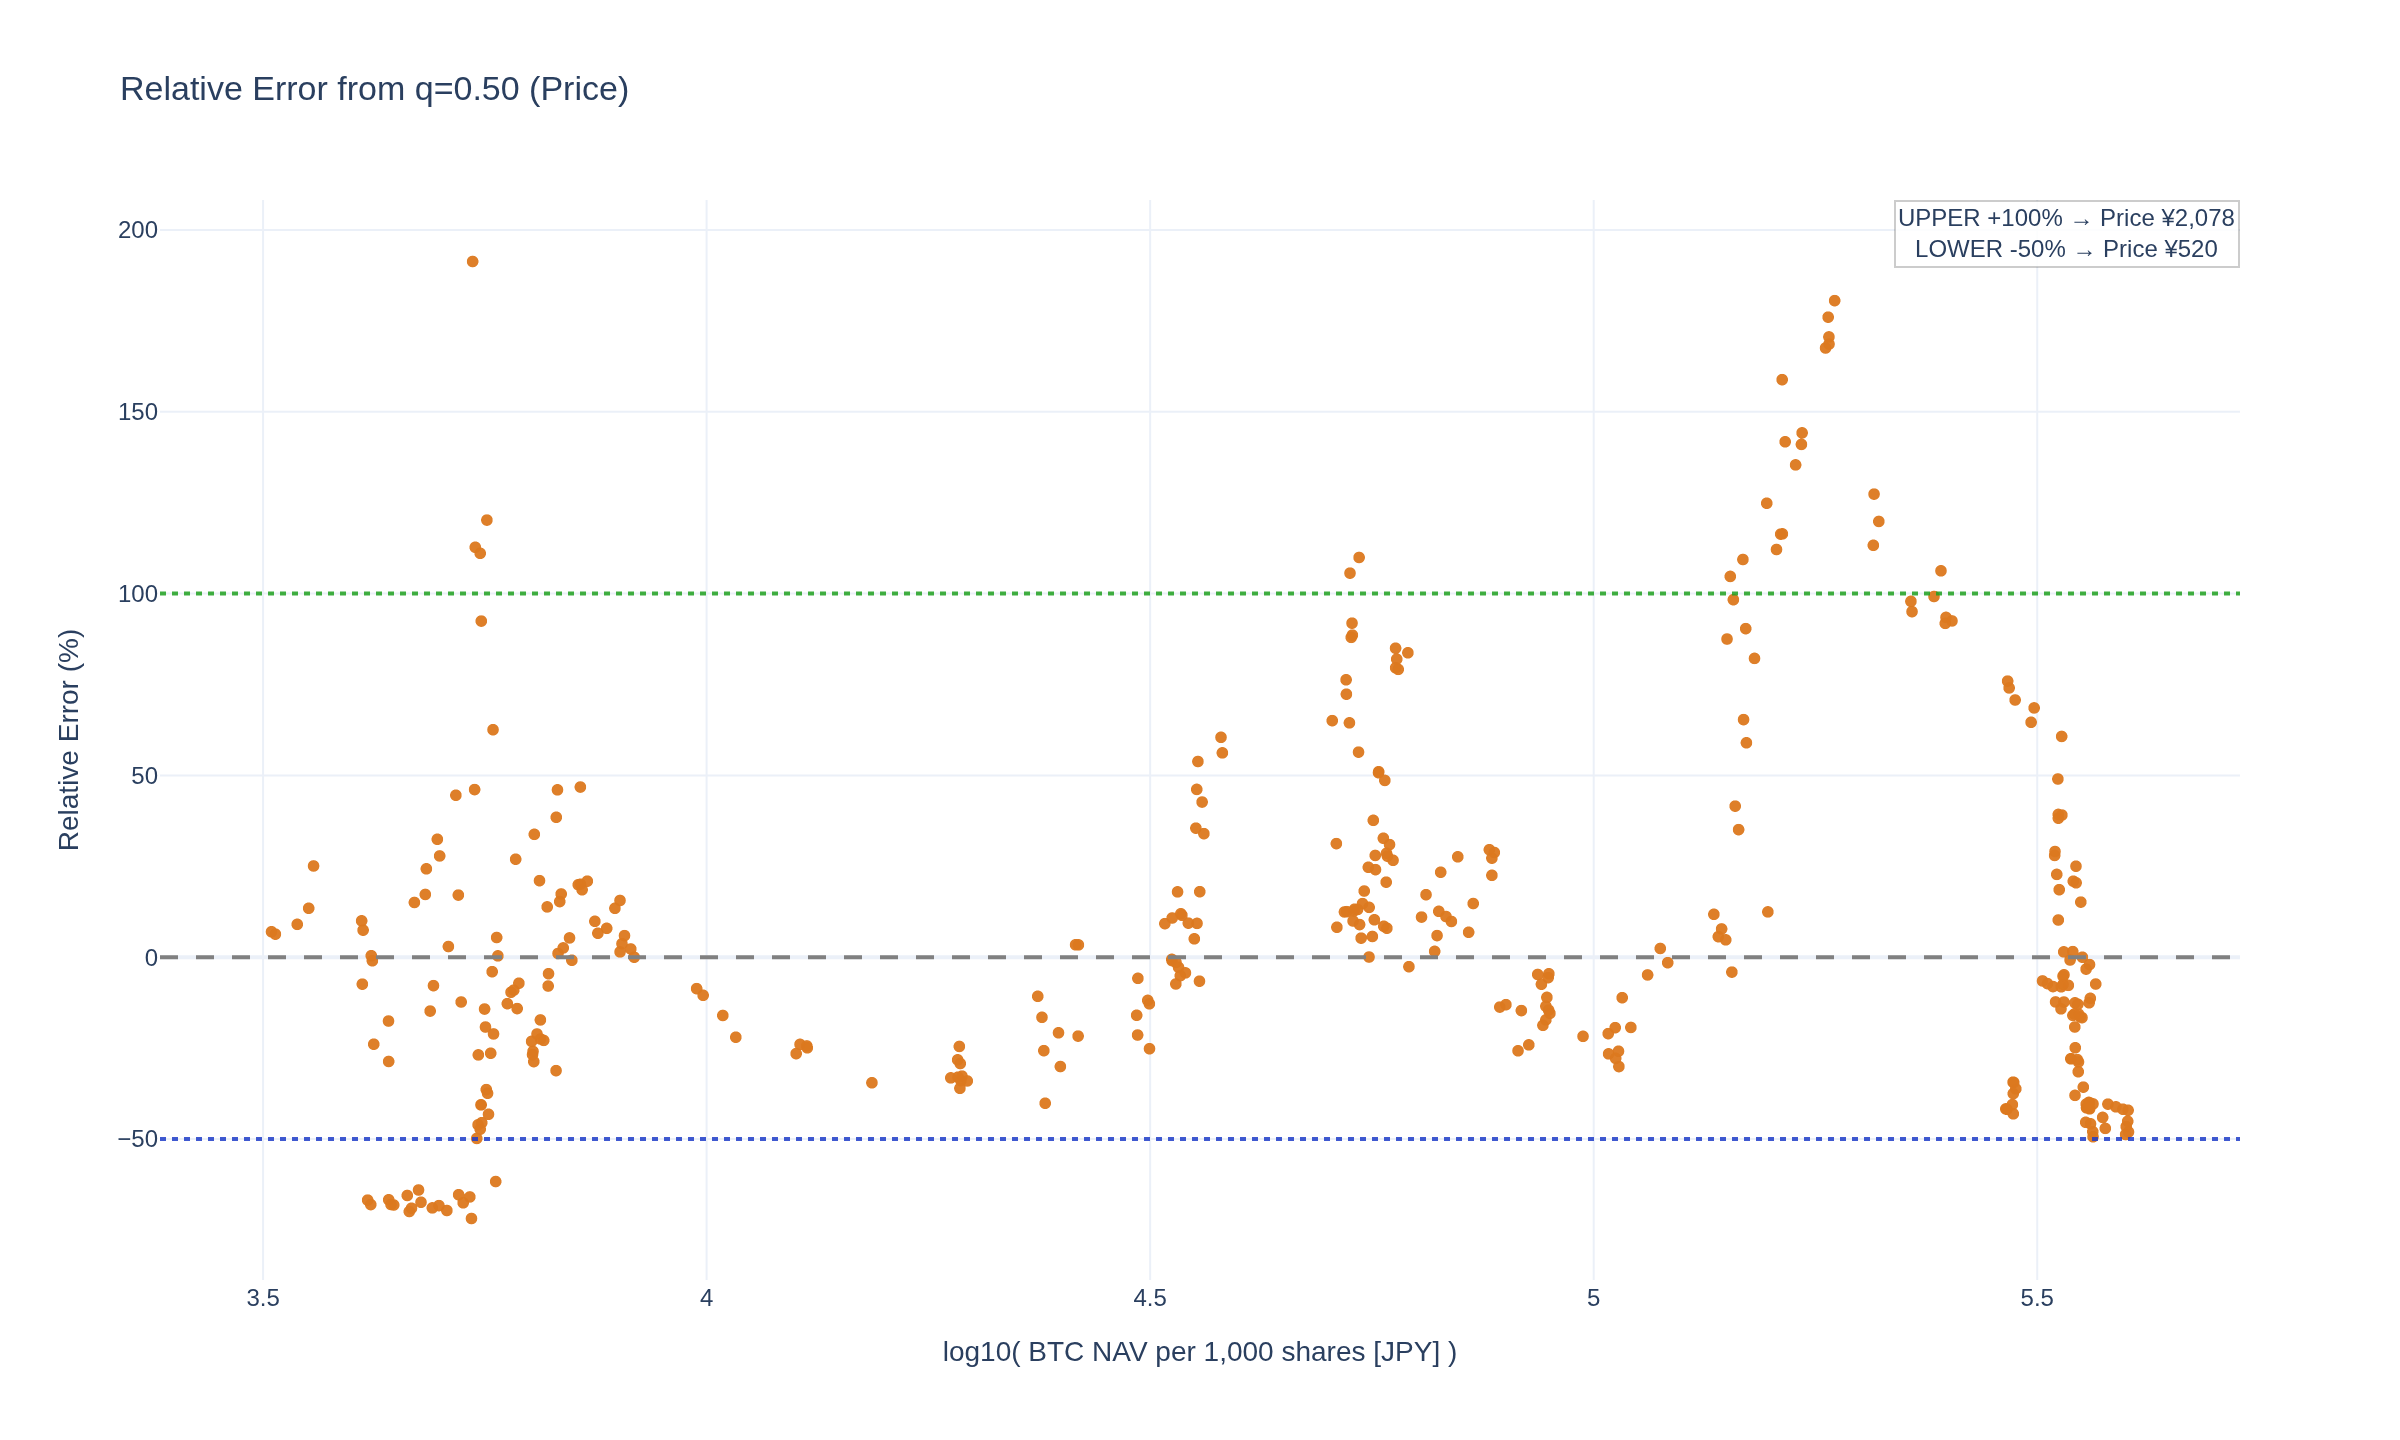 Relative Error from q=0.50 (Price)
UPPER +100% → Price ¥2,078
LOWER -50% → Price ¥520
200
150
100
50
0
−50
Relative Error (%)
3.5
4
4.5
5
5.5
log10( BTC NAV per 1,000 shares [JPY] )